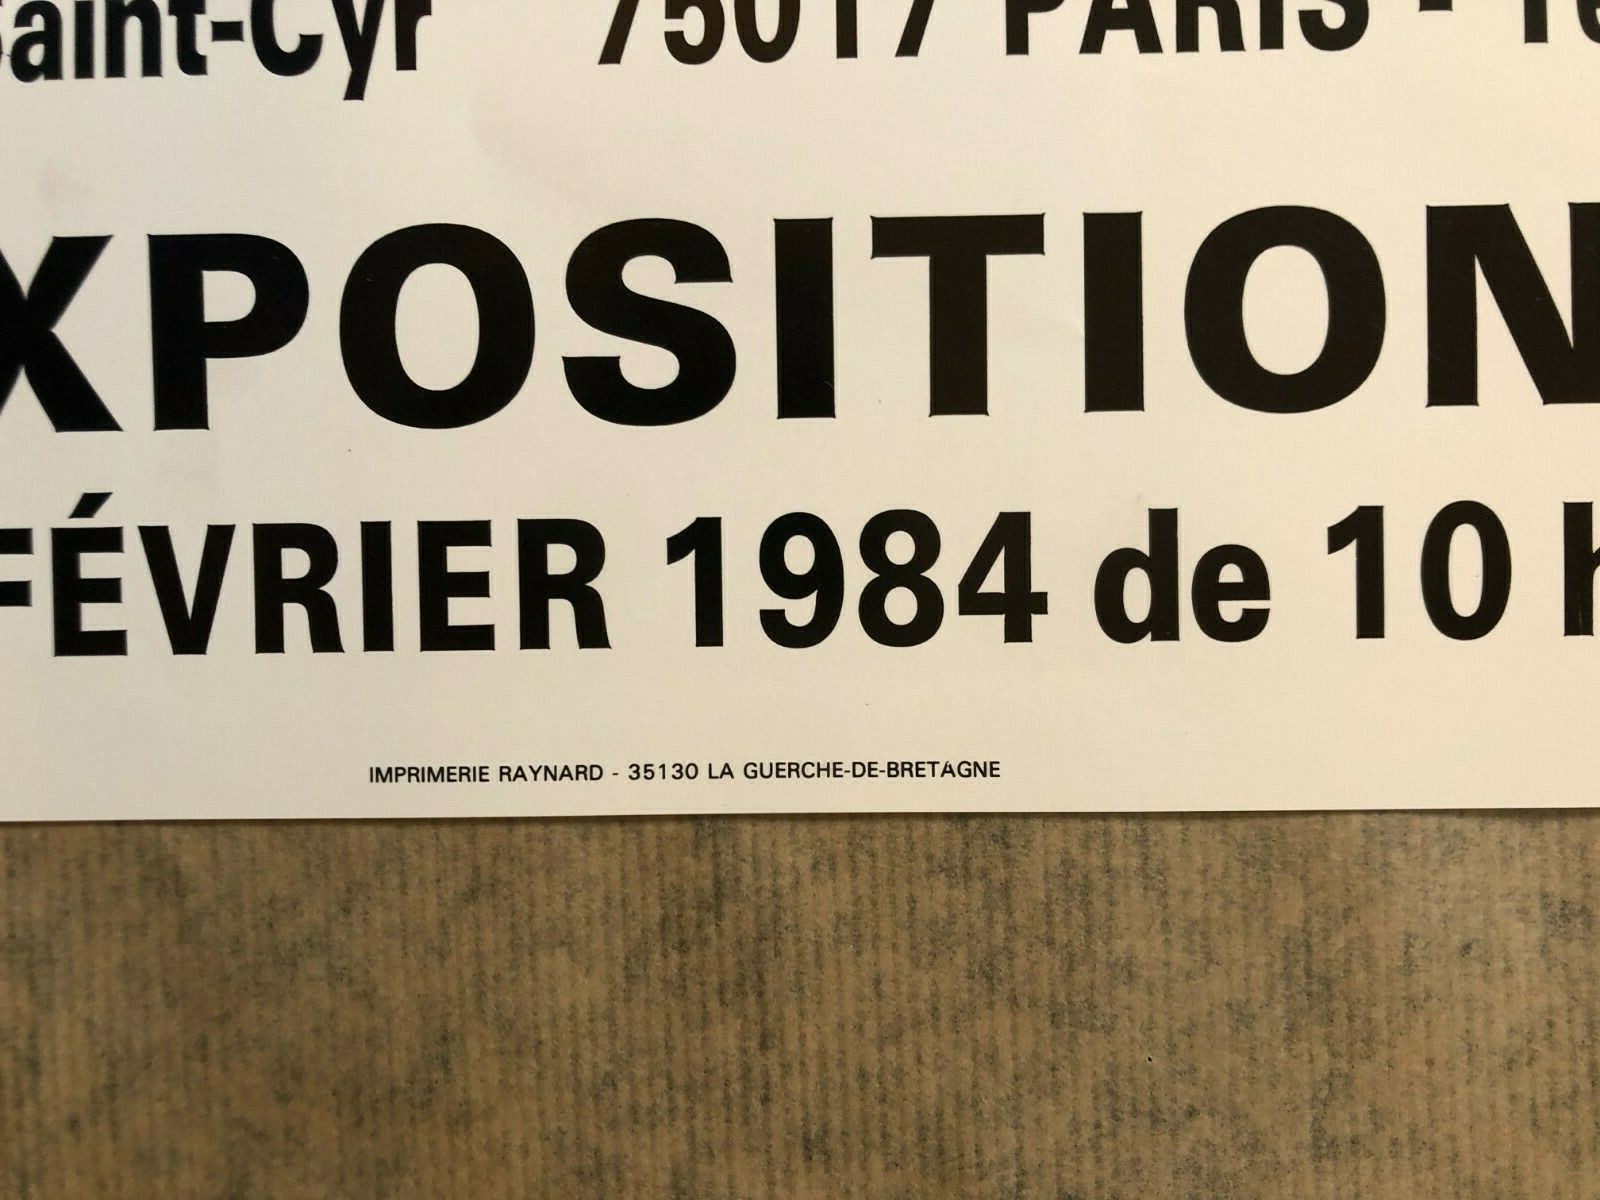 Saint-Cyr 75017 PARIS -
XPOSITION
FÉVRIER 1984 de 10 h
IMPRIMERIE RAYNARD - 35130 LA GUERCHE-DE-BRETAGNE